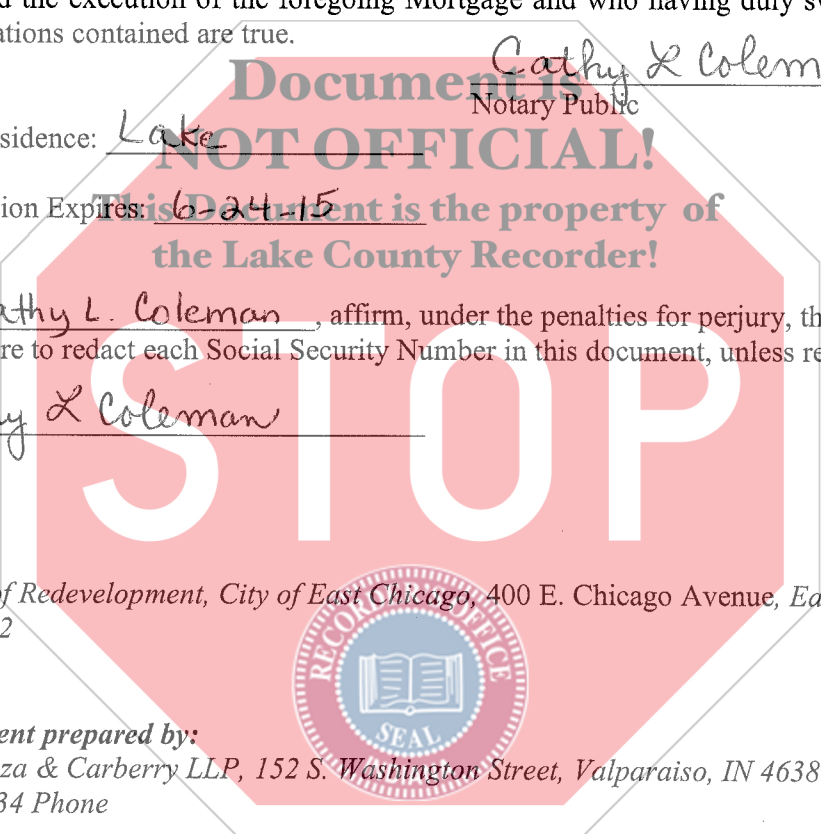 d the execution of the foregoing Mortgage and who having duly sv
ations contained are true.
Cathy L Colem
Document is
Notary Public
sidence: Lake
NOT OFFICIAL!
ion Expires: 6-24-15
This Document is the property of
the Lake County Recorder!
athy L. Coleman, affirm, under the penalties for perjury, th
re to redact each Social Security Number in this document, unless re
y L Coleman
STOP
of Redevelopment, City of East Chicago, 400 E. Chicago Avenue, Ea
2
RECORDER'S OFFICE
SEAL
ent prepared by:
za & Carberry LLP, 152 S. Washington Street, Valparaiso, IN 4638
34 Phone